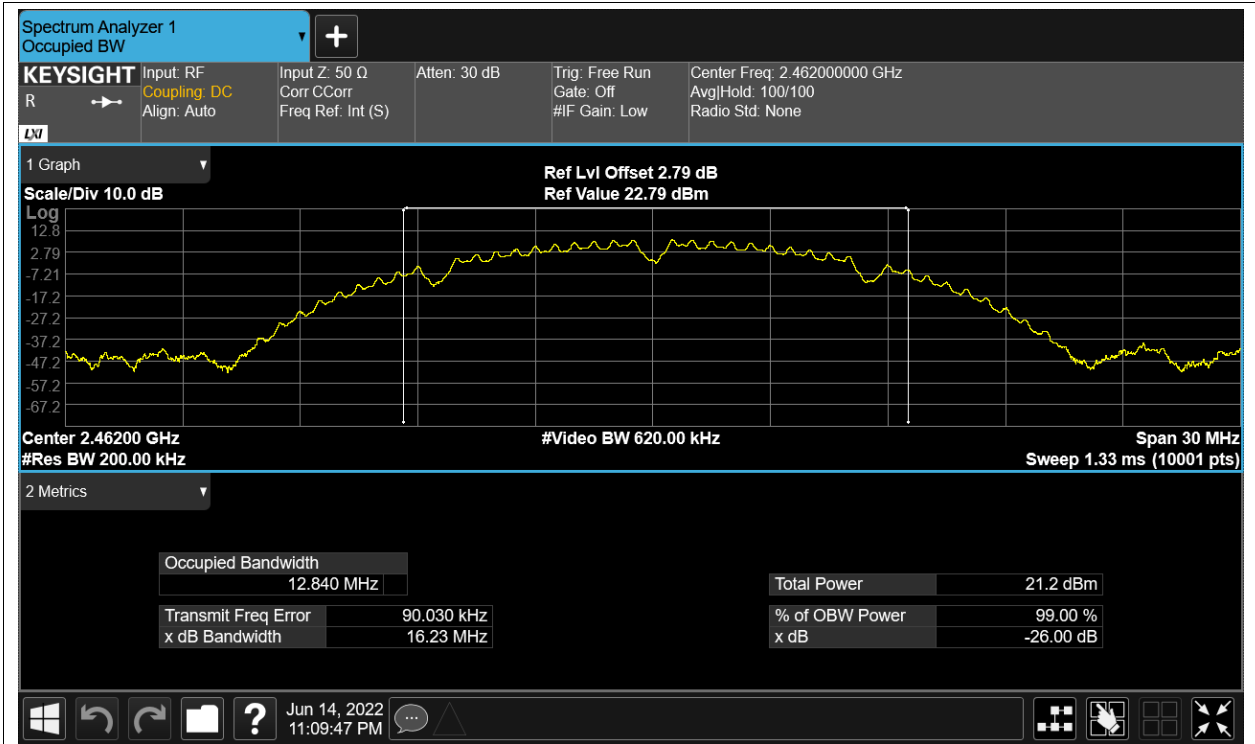 Spectrum Analyzer 1
Occupied BW
KEYSIGHT
R
LXI
Input: RF
Coupling: DC
Align: Auto
Input Z: 50 Ω
Corr CCorr
Freq Ref: Int (S)
Atten: 30 dB
Trig: Free Run
Gate: Off
#IF Gain: Low
Center Freq: 2.462000000 GHz
Avg|Hold: 100/100
Radio Std: None
1 Graph
Scale/Div 10.0 dB
Ref Lvl Offset 2.79 dB
Ref Value 22.79 dBm
Log
12.8
2.79
-7.21
-17.2
-27.2
-37.2
-47.2
-57.2
-67.2
Center 2.46200 GHz
#Res BW 200.00 kHz
#Video BW 620.00 kHz
Span 30 MHz
Sweep 1.33 ms (10001 pts)
2 Metrics
Occupied Bandwidth
12.840 MHz
Transmit Freq Error 90.030 kHz
x dB Bandwidth 16.23 MHz
Total Power 21.2 dBm
% of OBW Power 99.00 %
x dB -26.00 dB
?
Jun 14, 2022
11:09:47 PM